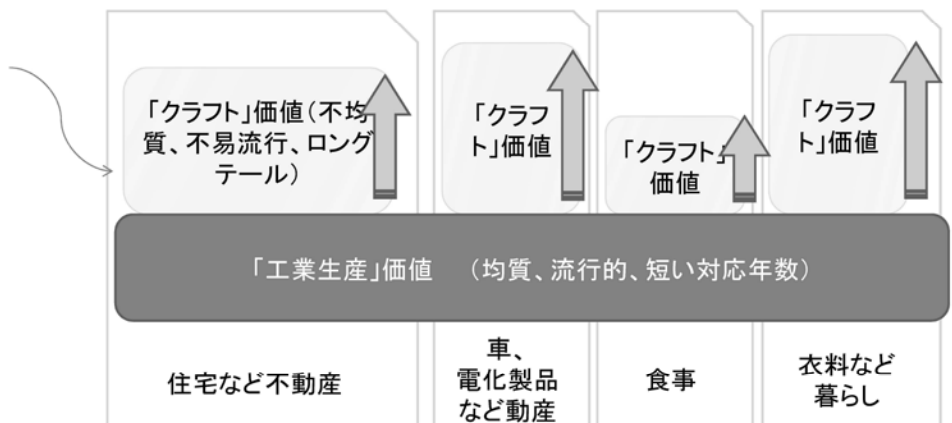 「クラフト」価値(不均
質、不易流行、ロング
テール)
「クラフ
ト」価値
「クラフト」
価値
「クラフ
ト」価値
「工業生産」価値　(均質、流行的、短い対応年数)
住宅など不動産
車、
電化製品
など動産
食事
衣料など
暮らし